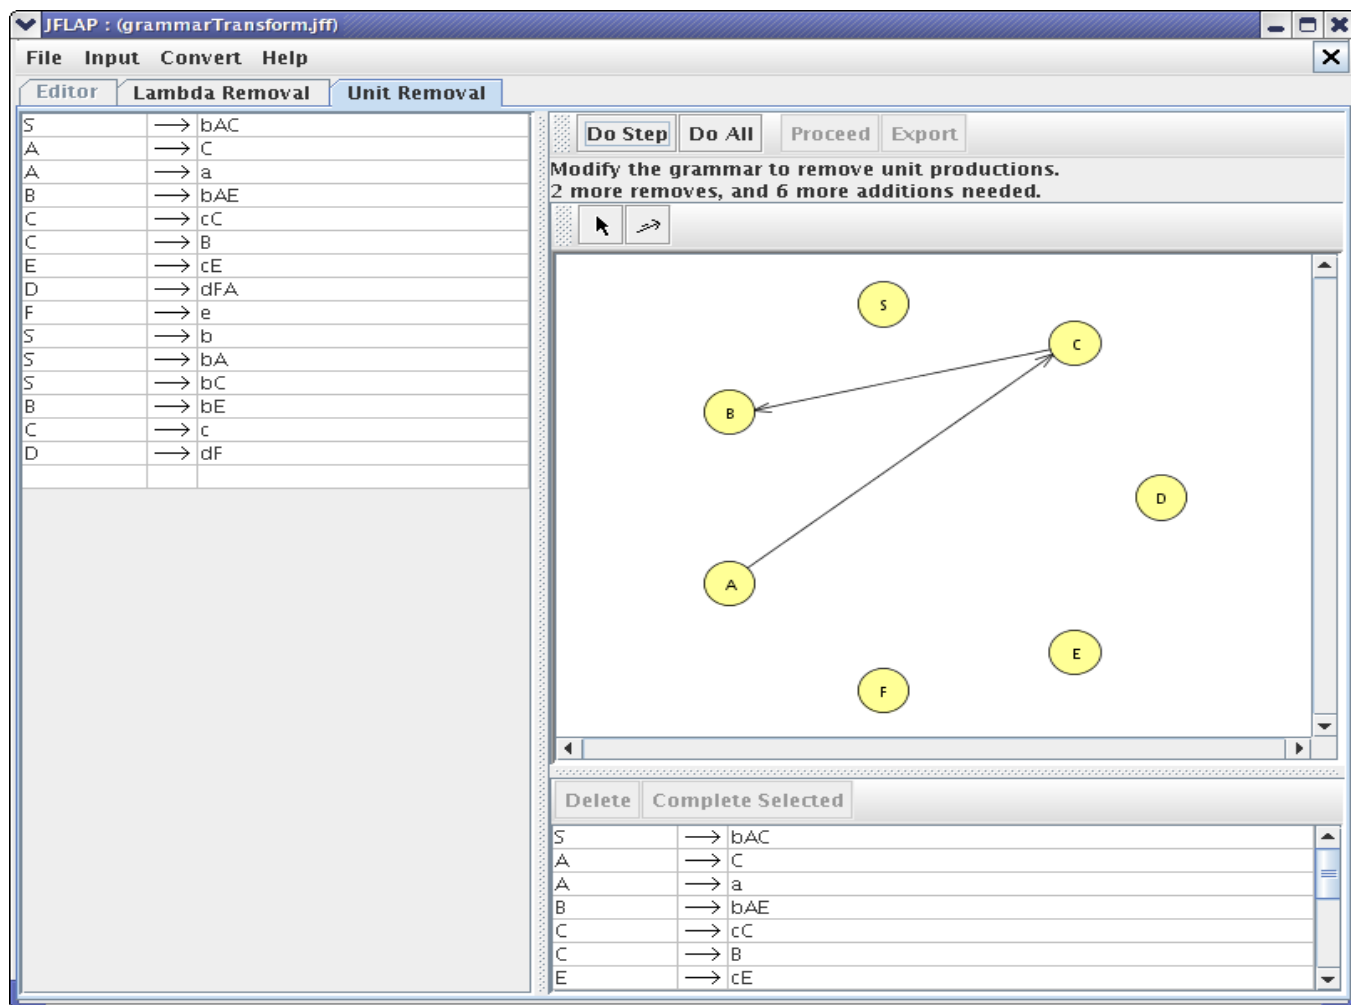 JFLAP : (grammarTransform.jff)
File Input Convert Help
Editor Lambda Removal Unit Removal
S → bAC
A → C
A → a
B → bAE
C → cC
C → B
E → cE
D → dFA
F → e
S → b
S → bA
S → bC
B → bE
C → c
D → dF
Do Step Do All Proceed Export
Modify the grammar to remove unit productions.
2 more removes, and 6 more additions needed.
S
C
B
D
A
E
F
Delete Complete Selected
S → bAC
A → C
A → a
B → bAE
C → cC
C → B
E → cE